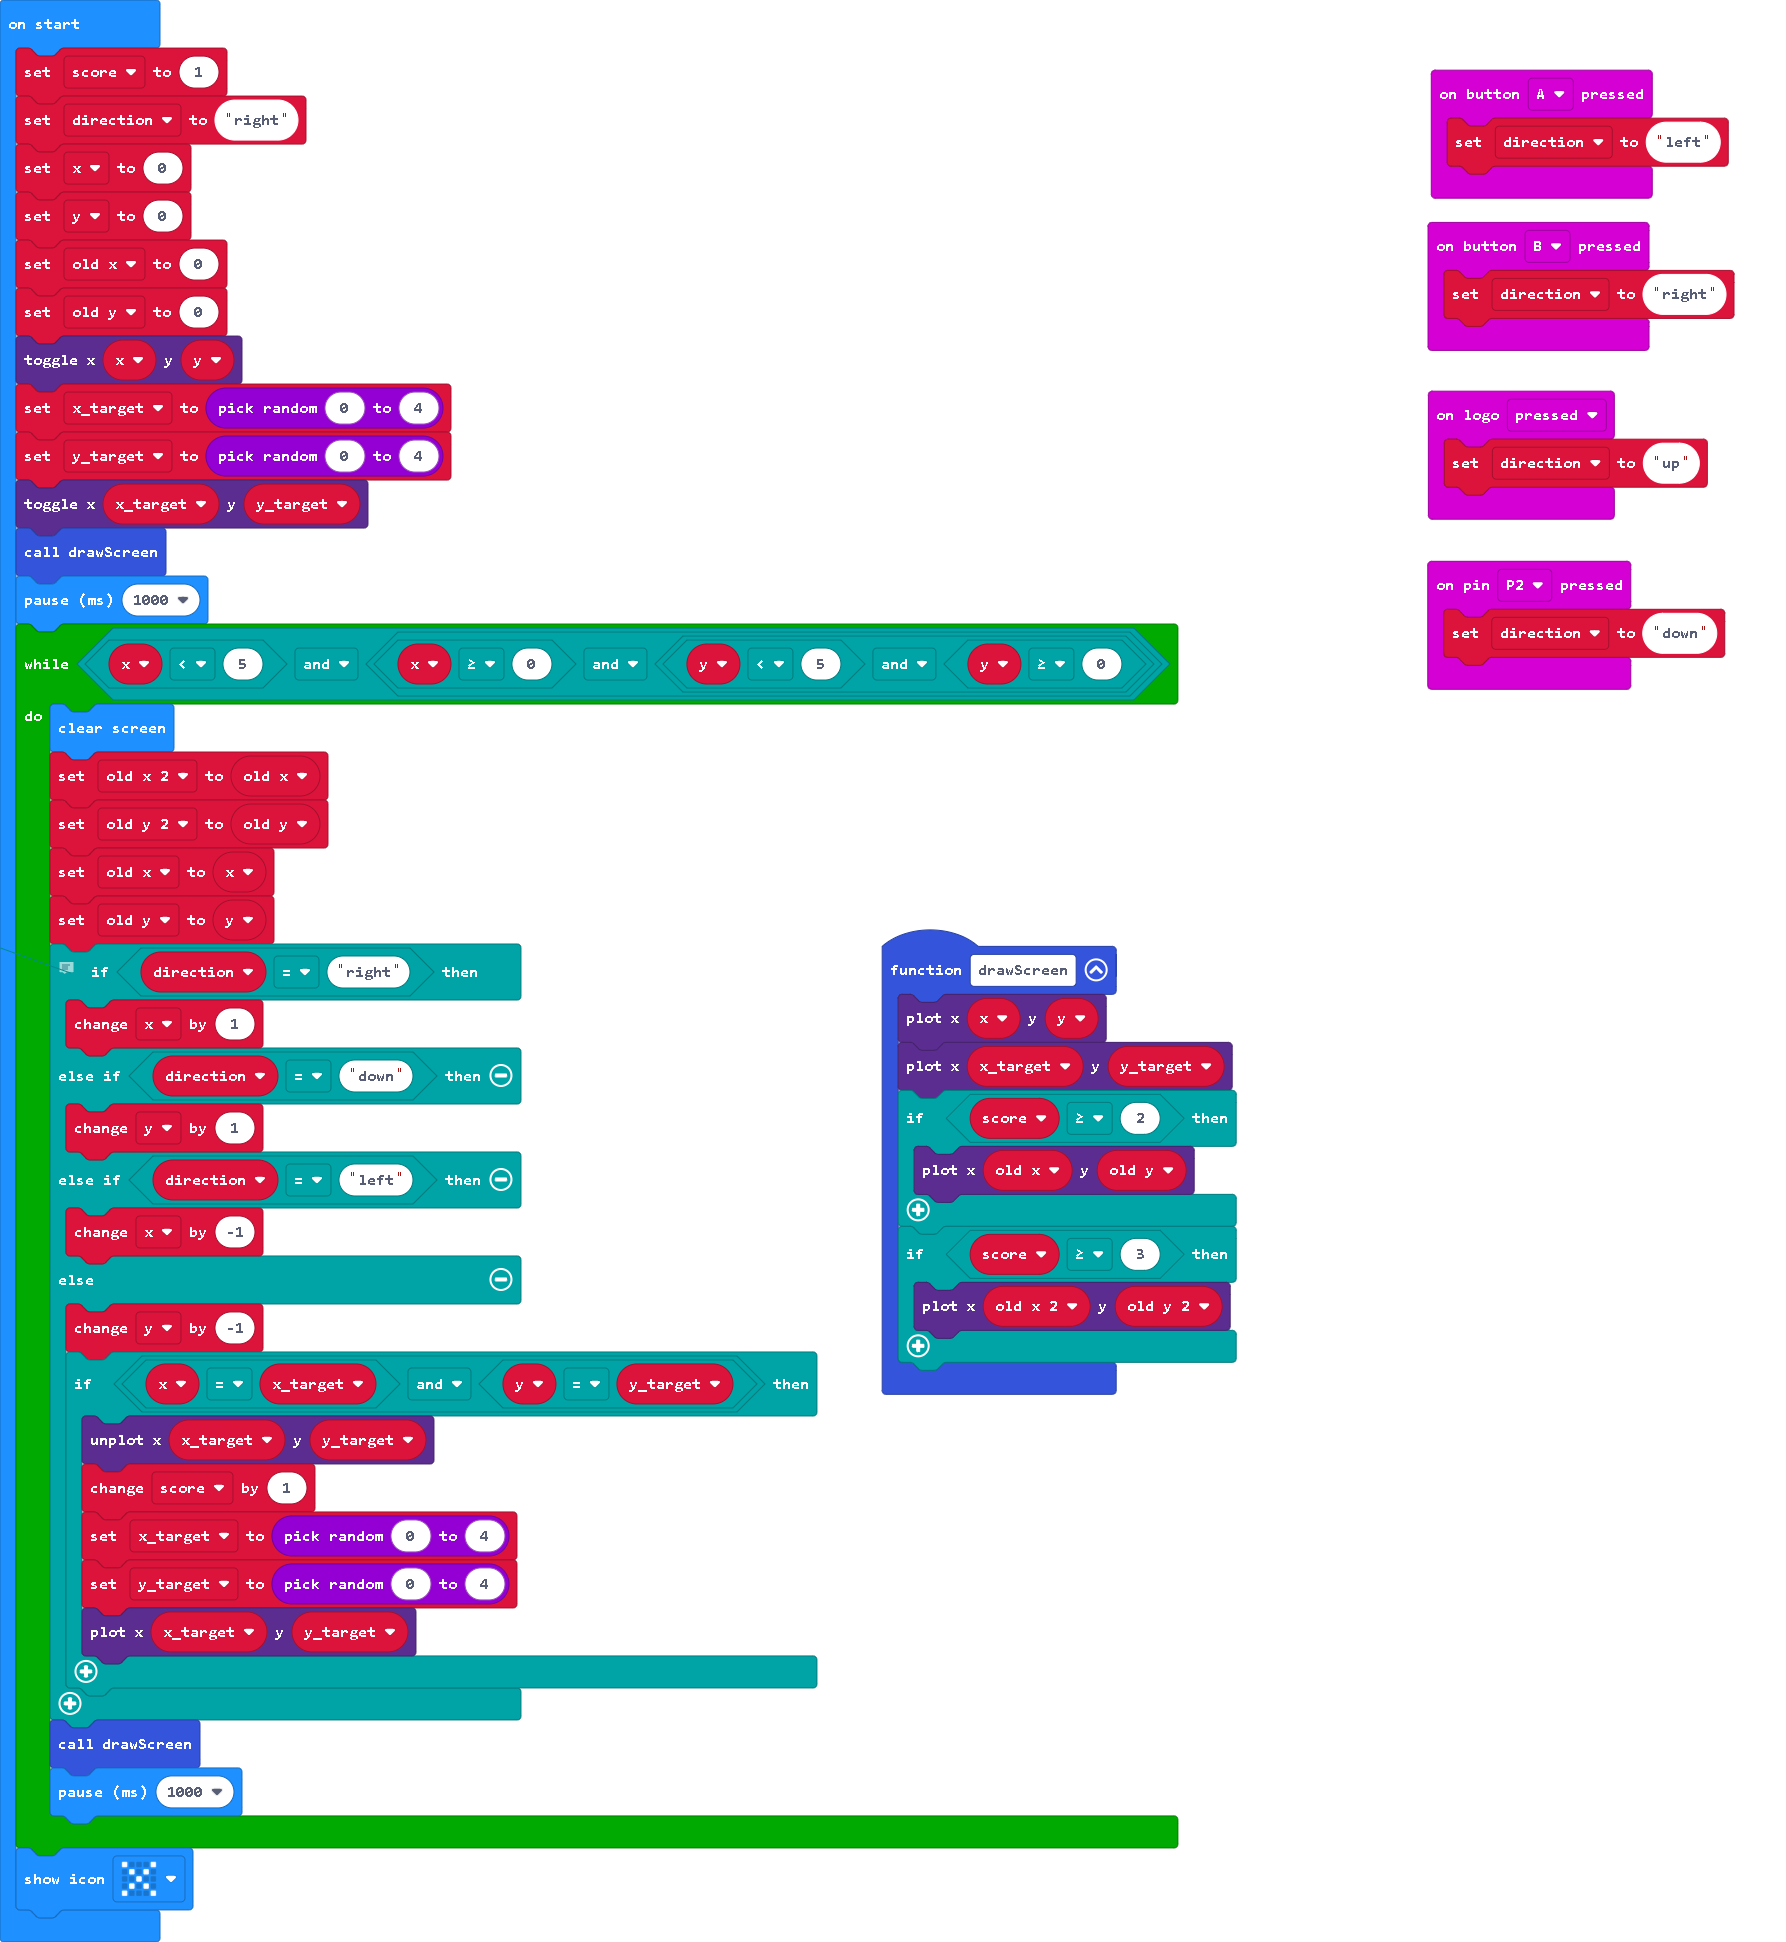 on start
set score to 1
set direction to "right"
set x to 0
set y to 0
set old x to 0
set old y to 0
toggle x x y y
set x_target to pick random 0 to 4
set y_target to pick random 0 to 4
toggle x x_target y y_target
call drawScreen
pause (ms) 1000
while x < 5 and x ≥ 0 and y < 5 and y ≥ 0
do
clear screen
set old x 2 to old x
set old y 2 to old y
set old x to x
set old y to y
if direction = "right" then
change x by 1
else if direction = "down" then
change y by 1
else if direction = "left" then
change x by -1
else
change y by -1
if x = x_target and y = y_target then
unplot x x_target y y_target
change score by 1
set x_target to pick random 0 to 4
set y_target to pick random 0 to 4
plot x x_target y y_target
call drawScreen
pause (ms) 1000
show icon
function drawScreen
plot x x y y
plot x x_target y y_target
if score ≥ 2 then
plot x old x y old y
if score ≥ 3 then
plot x old x 2 y old y 2
on button A pressed
set direction to "left"
on button B pressed
set direction to "right"
on logo pressed
set direction to "up"
on pin P2 pressed
set direction to "down"